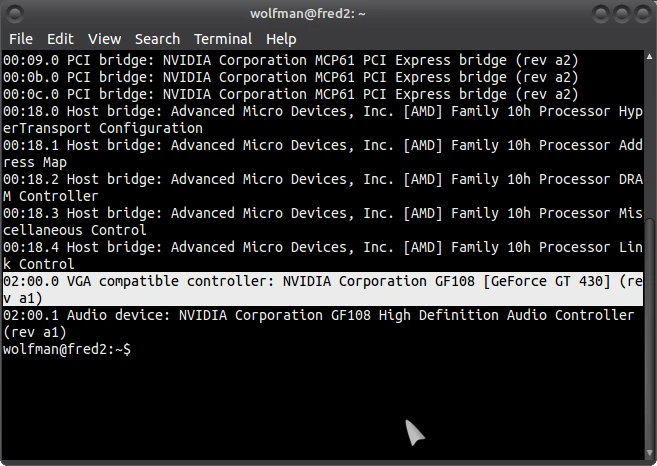 wolfman@fred2: ~
File Edit View Search Terminal Help
00:09.0 PCI bridge: NVIDIA Corporation MCP61 PCI Express bridge (rev a2)
00:0b.0 PCI bridge: NVIDIA Corporation MCP61 PCI Express bridge (rev a2)
00:0c.0 PCI bridge: NVIDIA Corporation MCP61 PCI Express bridge (rev a2)
00:18.0 Host bridge: Advanced Micro Devices, Inc. [AMD] Family 10h Processor Hyp
erTransport Configuration
00:18.1 Host bridge: Advanced Micro Devices, Inc. [AMD] Family 10h Processor Add
ress Map
00:18.2 Host bridge: Advanced Micro Devices, Inc. [AMD] Family 10h Processor DRA
M Controller
00:18.3 Host bridge: Advanced Micro Devices, Inc. [AMD] Family 10h Processor Mis
cellaneous Control
00:18.4 Host bridge: Advanced Micro Devices, Inc. [AMD] Family 10h Processor Lin
k Control
02:00.0 VGA compatible controller: NVIDIA Corporation GF108 [GeForce GT 430] (re
v a1)
02:00.1 Audio device: NVIDIA Corporation GF108 High Definition Audio Controller
(rev a1)
wolfman@fred2:~$